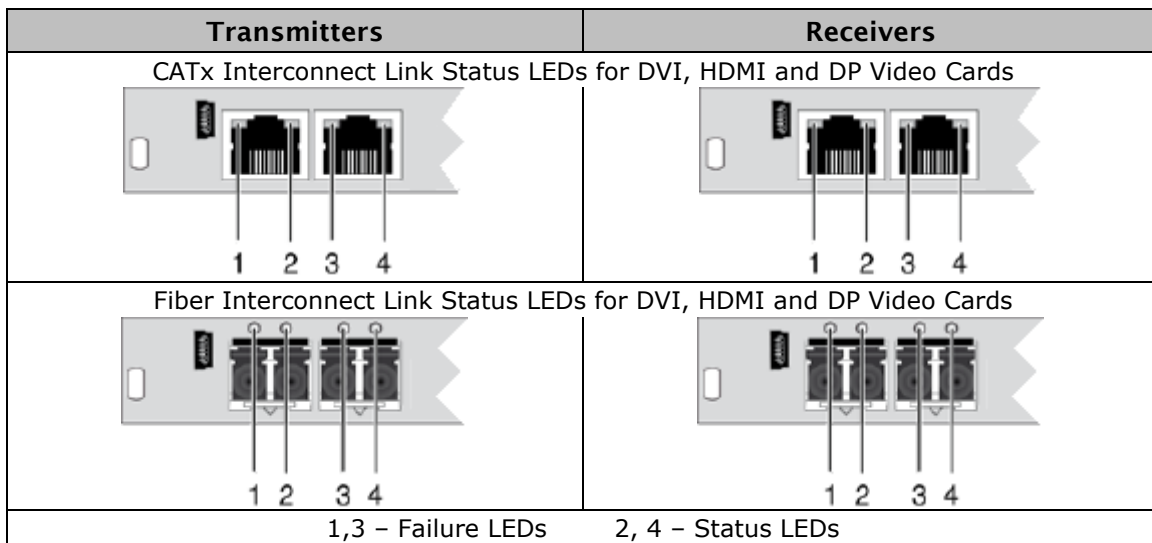 Transmitters Receivers
CATx Interconnect Link Status LEDs for DVI, HDMI and DP Video Cards
1 2 3 4 1 2 3 4
Fiber Interconnect Link Status LEDs for DVI, HDMI and DP Video Cards
1 2 3 4 1 2 3 4
1,3 – Failure LEDs 2, 4 – Status LEDs